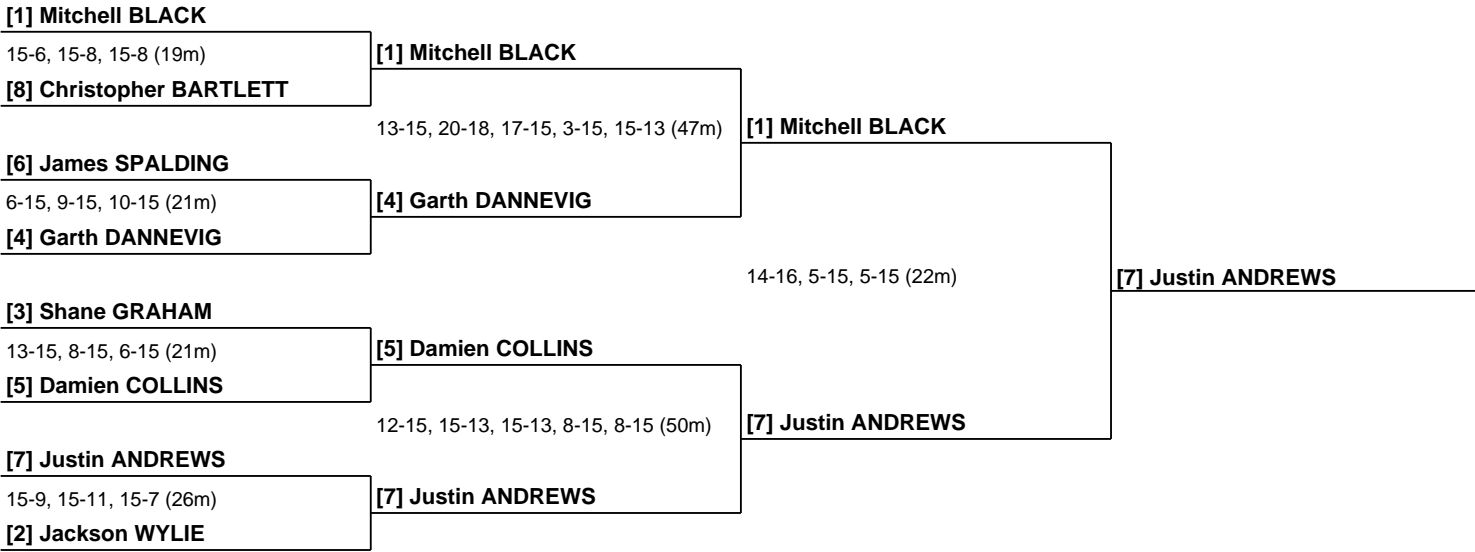 [1] Mitchell BLACK
15-6, 15-8, 15-8 (19m)
[8] Christopher BARTLETT
[6] James SPALDING
6-15, 9-15, 10-15 (21m)
[4] Garth DANNEVIG
[3] Shane GRAHAM
13-15, 8-15, 6-15 (21m)
[5] Damien COLLINS
[7] Justin ANDREWS
15-9, 15-11, 15-7 (26m)
[2] Jackson WYLIE
[1] Mitchell BLACK
13-15, 20-18, 17-15, 3-15, 15-13 (47m)
[4] Garth DANNEVIG
[5] Damien COLLINS
12-15, 15-13, 15-13, 8-15, 8-15 (50m)
[7] Justin ANDREWS
[1] Mitchell BLACK
14-16, 5-15, 5-15 (22m)
[7] Justin ANDREWS
[7] Justin ANDREWS